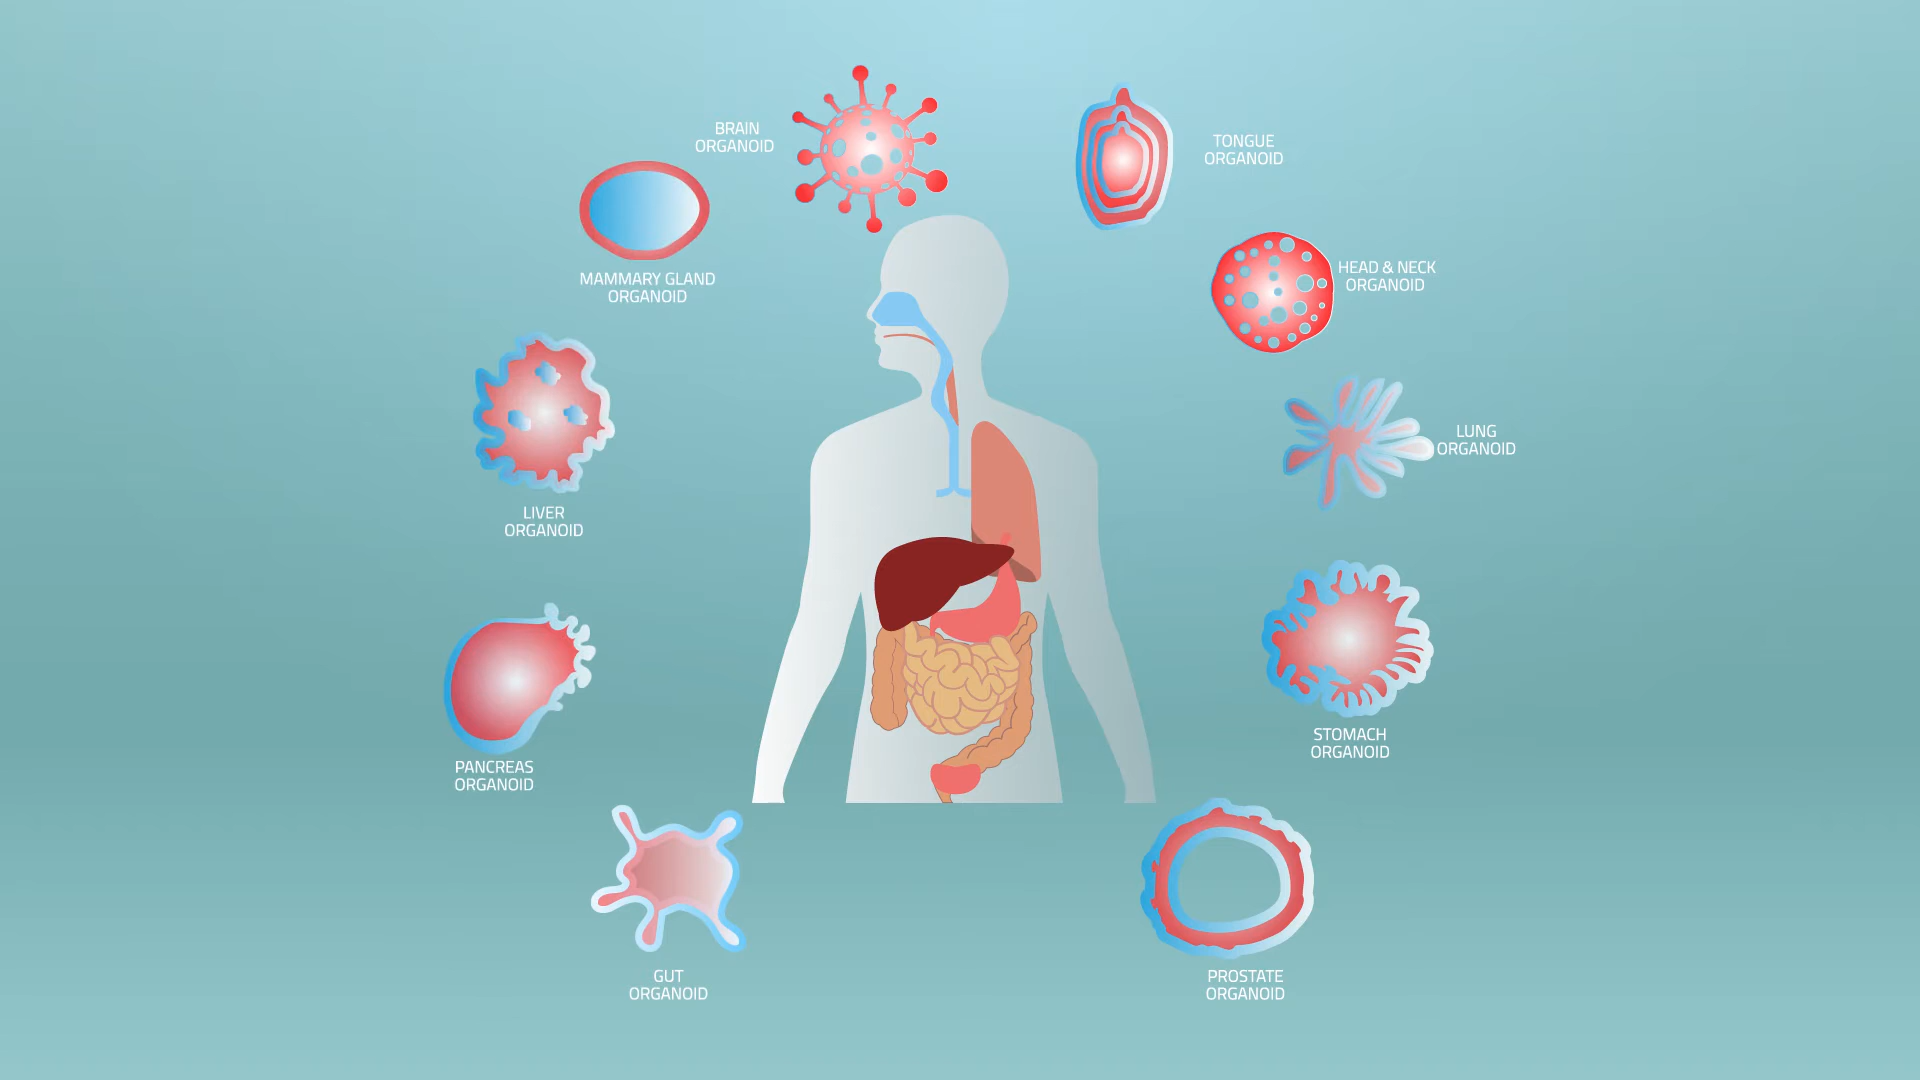 BRAIN
ORGANOID
TONGUE
ORGANOID
MAMMARY GLAND
ORGANOID
HEAD & NECK
ORGANOID
LUNG
ORGANOID
LIVER
ORGANOID
STOMACH
ORGANOID
PANCREAS
ORGANOID
GUT
ORGANOID
PROSTATE
ORGANOID